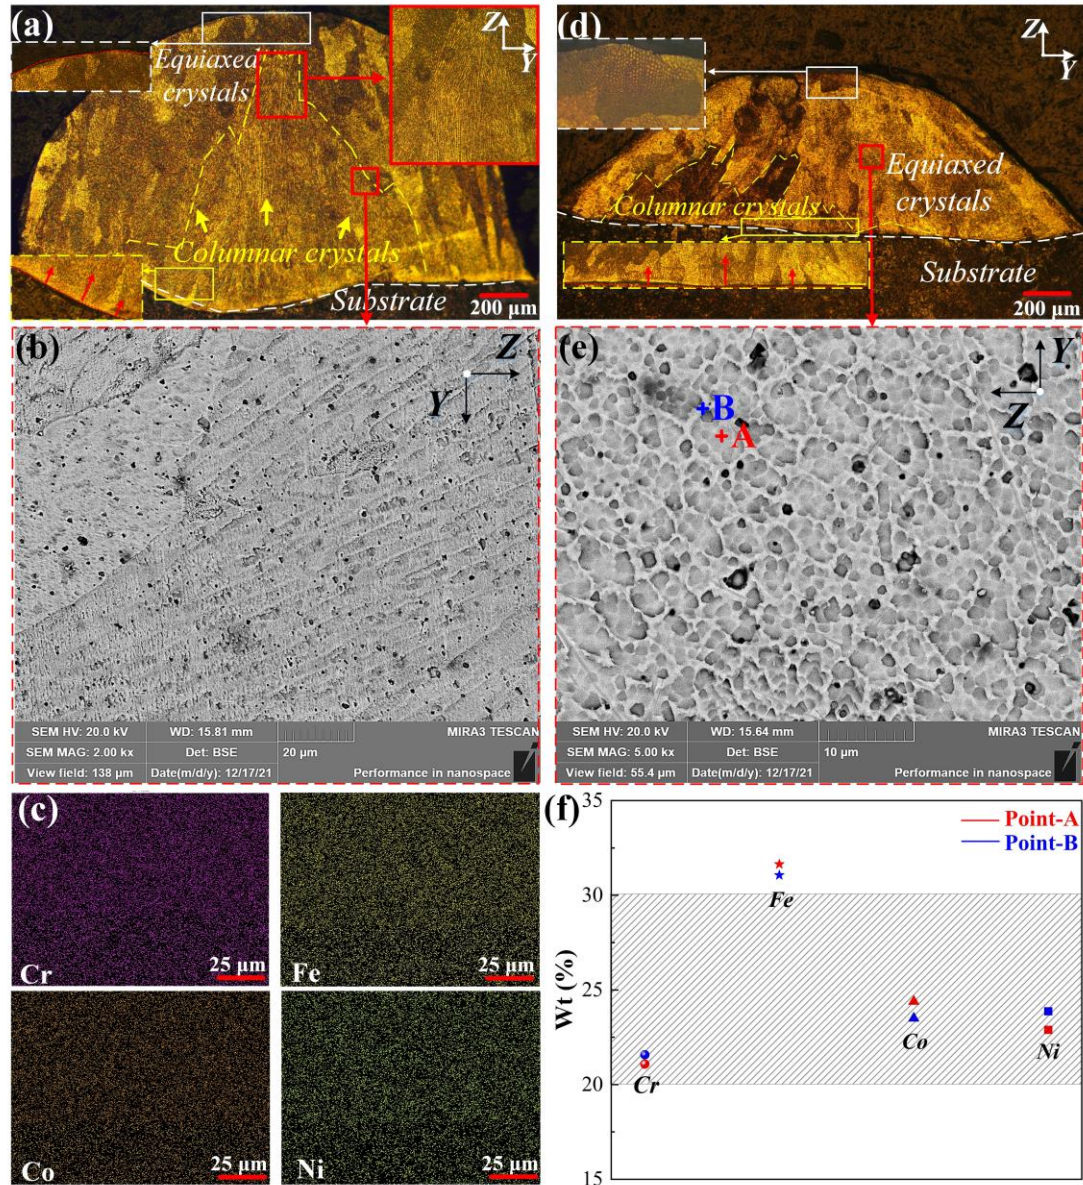 (a)
Z
Y
Equiaxed
crystals
Columnar crystals
Substrate
200 μm
(d)
Z
Y
Equiaxed
crystals
Columnar crystals
Substrate
200 μm
(b)
Z
Y
SEM HV: 20.0 kV
WD: 15.81 mm
MIRA3 TESCAN
SEM MAG: 2.00 kx
Det: BSE
20 μm
View field: 138 μm
Date(m/d/y): 12/17/21
Performance in nanospace
(e)
Y
Z
B
A
SEM HV: 20.0 kV
WD: 15.64 mm
MIRA3 TESCAN
SEM MAG: 5.00 kx
Det: BSE
10 μm
View field: 55.4 μm
Date(m/d/y): 12/17/21
Performance in nanospace
(c)
Cr
25 μm
Fe
25 μm
Co
25 μm
Ni
25 μm
(f)
35
30
25
20
15
Wt (%)
Point-A
Point-B
Fe
Co
Ni
Cr